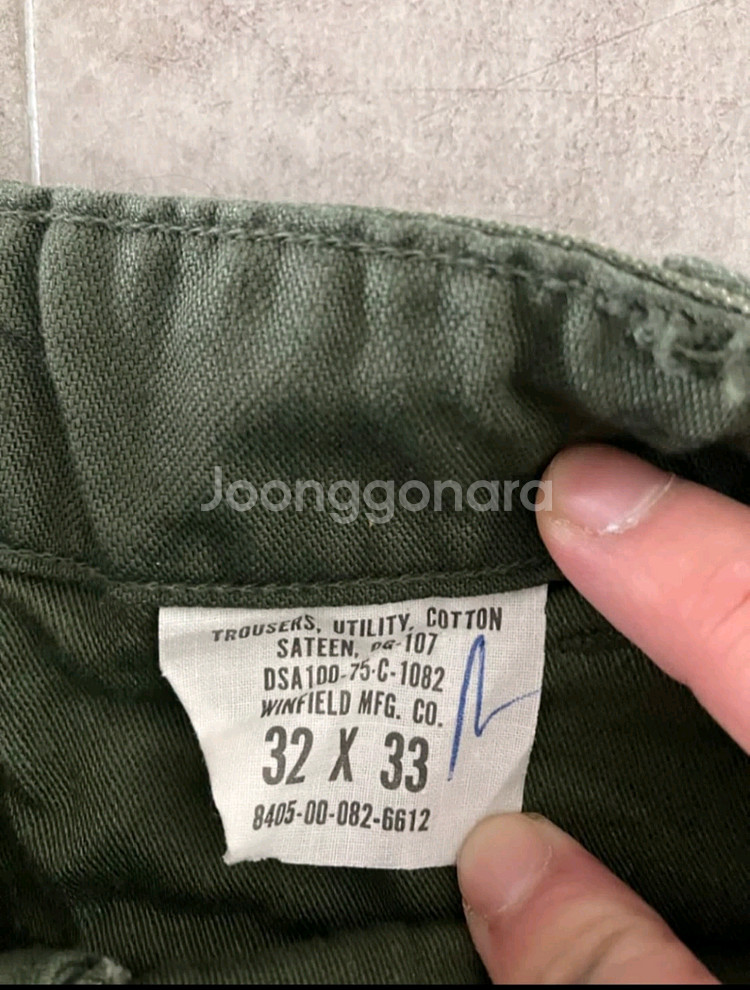 Joonggonara
TROUSERS, UTILITY, COTTON
SATEEN, OG-107
DSA100-75-C-1082
WINFIELD MFG. CO.
32 X 33
8405-00-082-6612